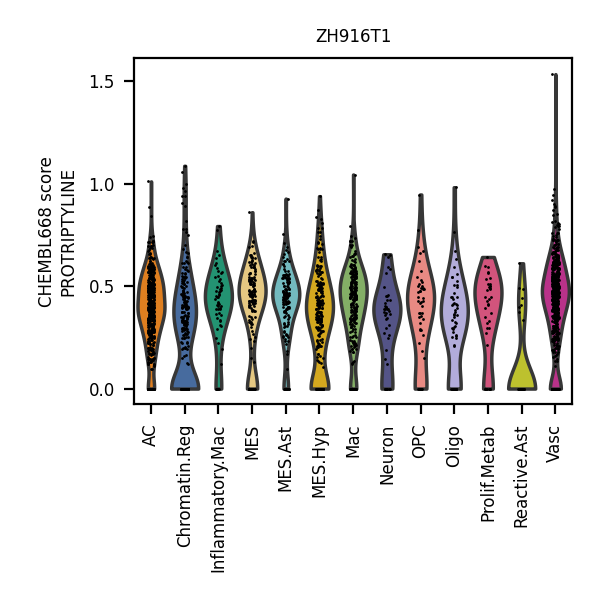 ZH916T1
CHEMBL668 score
PROTRIPTYLINE
1.5
1.0
0.5
0.0
AC
Chromatin.Reg
Inflammatory.Mac
MES
MES.Ast
MES.Hyp
Mac
Neuron
OPC
Oligo
Prolif.Metab
Reactive.Ast
Vasc